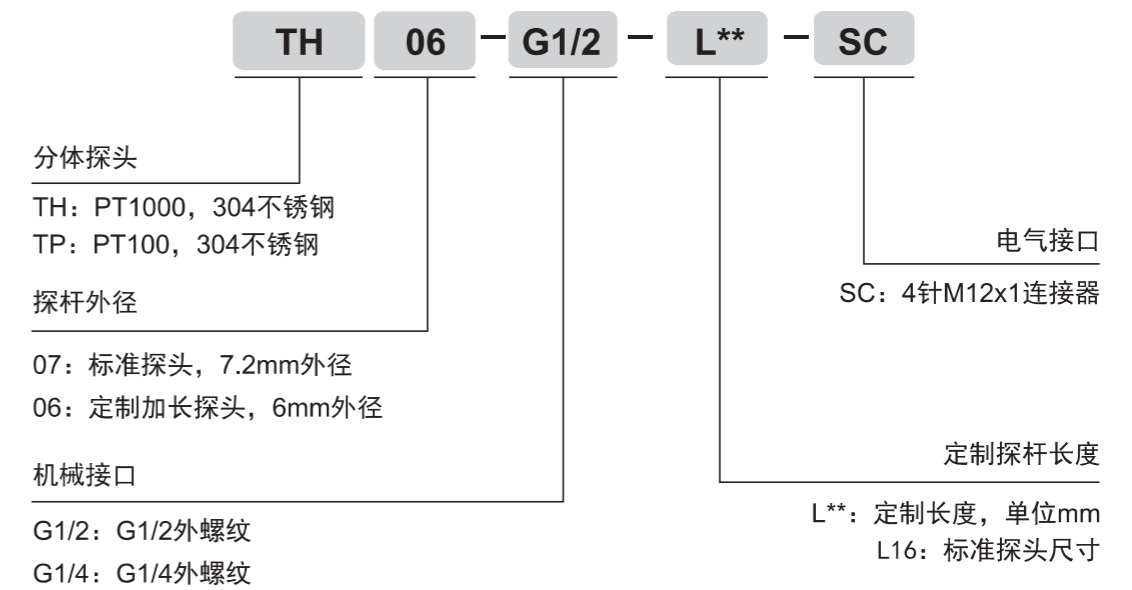 TH 06 — G1/2 — L** — SC
分体探头
TH：PT1000，304不锈钢
TP：PT100，304不锈钢
探杆外径
07：标准探头，7.2mm外径
06：定制加长探头，6mm外径
机械接口
G1/2：G1/2外螺纹
G1/4：G1/4外螺纹
电气接口
SC：4针M12x1连接器
定制探杆长度
L**：定制长度，单位mm
L16：标准探头尺寸